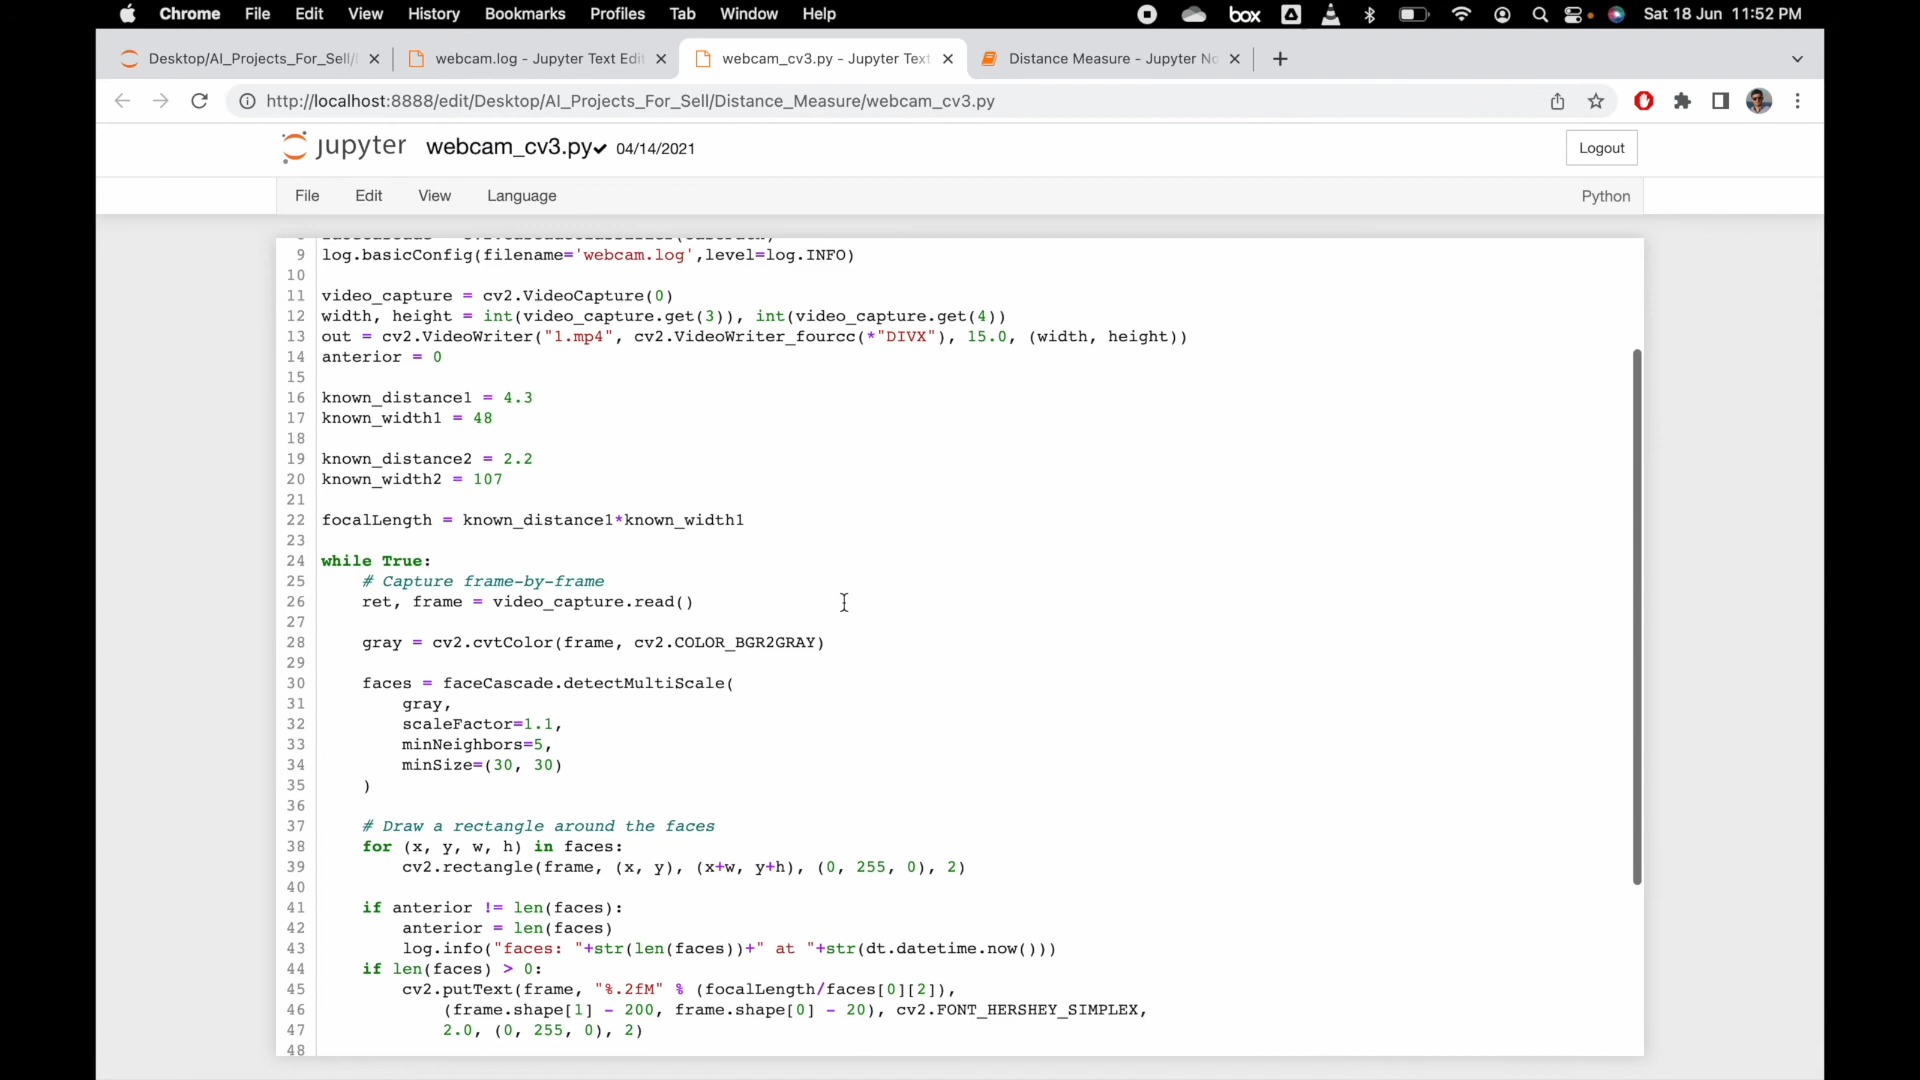 Chrome File Edit View History Bookmarks Profiles Tab Window Help box Sat 18 Jun 11:52 PM
Desktop/AI_Projects_For_Sell/ webcam.log - Jupyter Text Edit webcam_cv3.py - Jupyter Text Distance Measure - Jupyter No
http://localhost:8888/edit/Desktop/AI_Projects_For_Sell/Distance_Measure/webcam_cv3.py
jupyter webcam_cv3.py 04/14/2021 Logout
File Edit View Language Python
9 log.basicConfig(filename='webcam.log',level=log.INFO)
10
11 video_capture = cv2.VideoCapture(0)
12 width, height = int(video_capture.get(3)), int(video_capture.get(4))
13 out = cv2.VideoWriter("1.mp4", cv2.VideoWriter_fourcc(*"DIVX"), 15.0, (width, height))
14 anterior = 0
15
16 known_distance1 = 4.3
17 known_width1 = 48
18
19 known_distance2 = 2.2
20 known_width2 = 107
21
22 focalLength = known_distance1*known_width1
23
24 while True:
25 # Capture frame-by-frame
26 ret, frame = video_capture.read()
27
28 gray = cv2.cvtColor(frame, cv2.COLOR_BGR2GRAY)
29
30 faces = faceCascade.detectMultiScale(
31 gray,
32 scaleFactor=1.1,
33 minNeighbors=5,
34 minSize=(30, 30)
35 )
36
37 # Draw a rectangle around the faces
38 for (x, y, w, h) in faces:
39 cv2.rectangle(frame, (x, y), (x+w, y+h), (0, 255, 0), 2)
40
41 if anterior != len(faces):
42 anterior = len(faces)
43 log.info("faces: "+str(len(faces))+" at "+str(dt.datetime.now()))
44 if len(faces) > 0:
45 cv2.putText(frame, "%.2fM" % (focalLength/faces[0][2]),
46 (frame.shape[1] - 200, frame.shape[0] - 20), cv2.FONT_HERSHEY_SIMPLEX,
47 2.0, (0, 255, 0), 2)
48